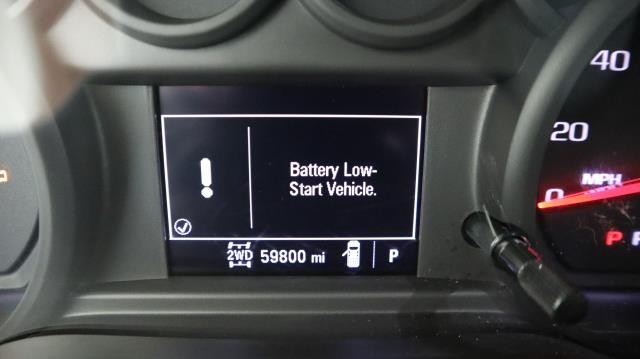 40
20
Battery Low-
Start Vehicle.
MPH
0
2WD 59800 mi P
P